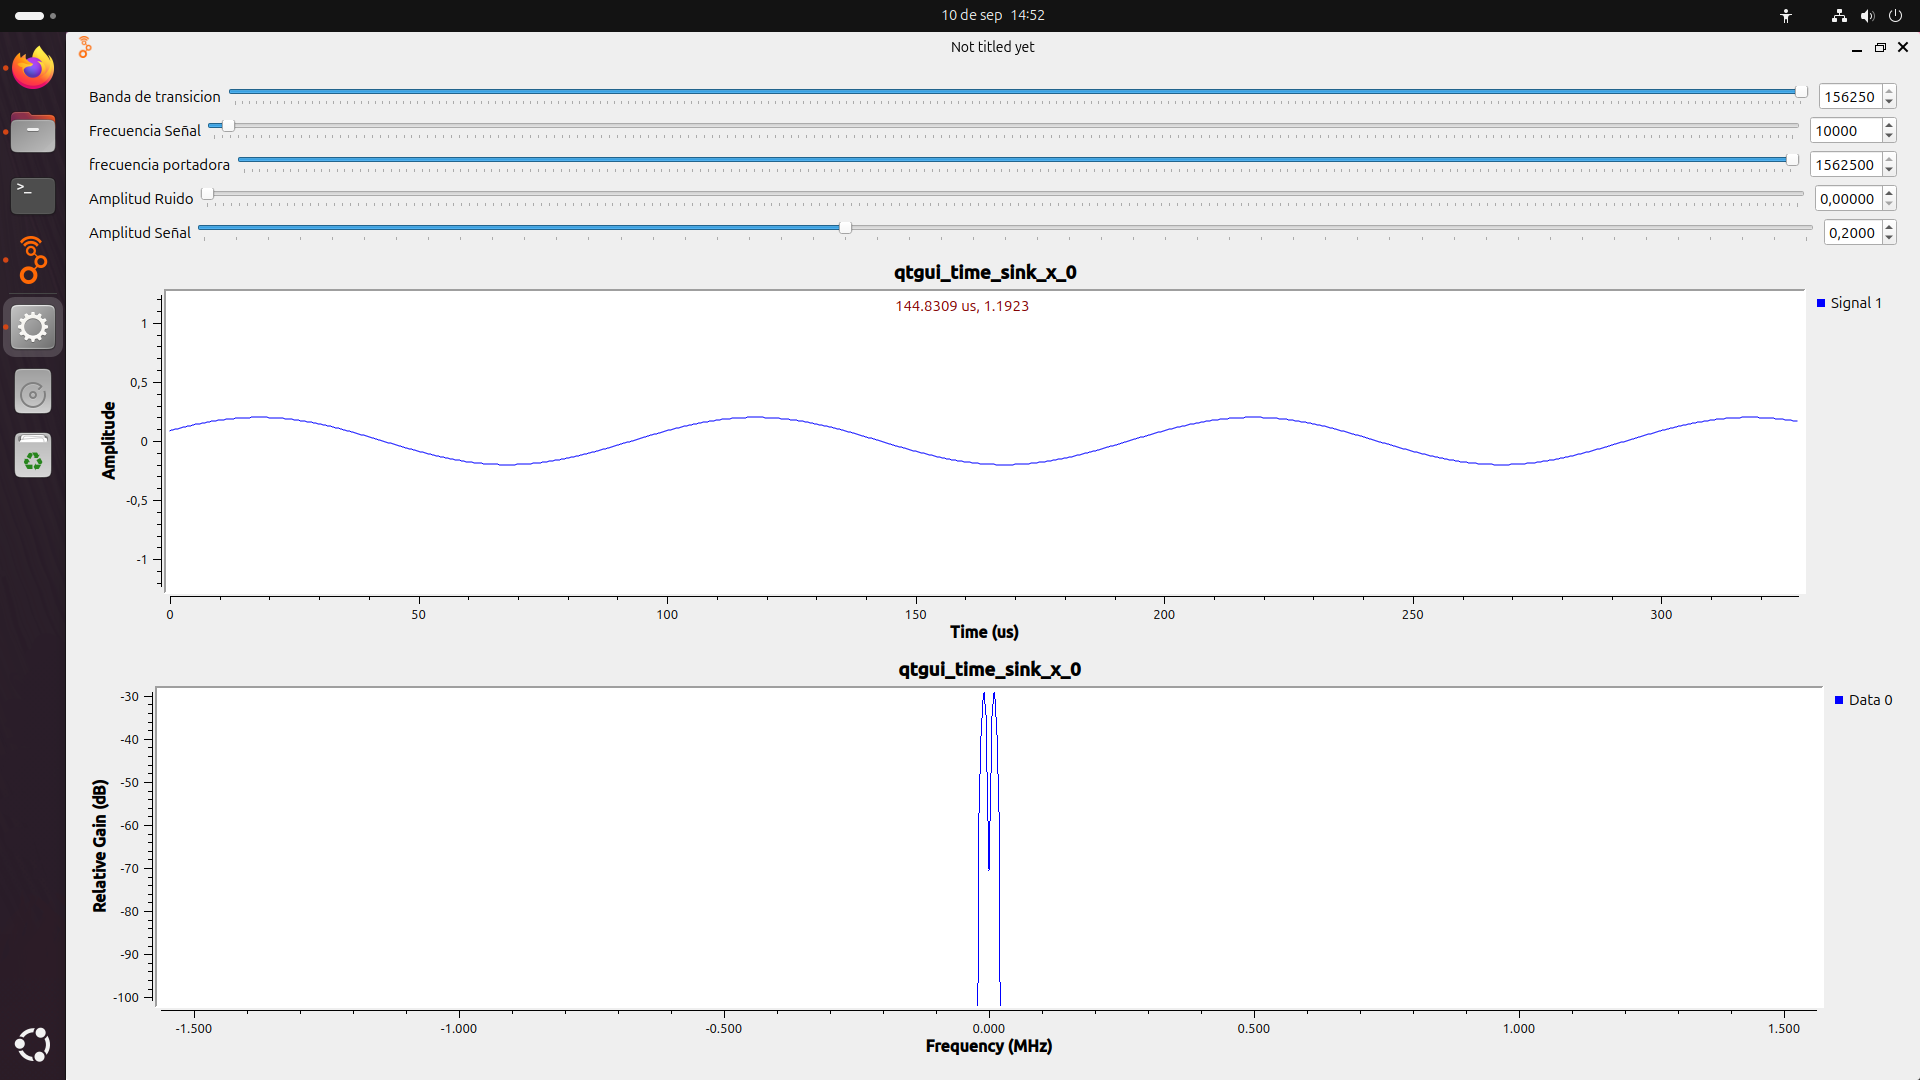 10 de sep 14:52
Not titled yet
Banda de transicion 156250
Frecuencia Señal 10000
frecuencia portadora 1562500
Amplitud Ruido 0,00000
Amplitud Señal 0,2000
qtgui_time_sink_x_0
144.8309 us, 1.1923
Signal 1
1
0,5
0
-0,5
-1
Amplitude
0 50 100 150 200 250 300
Time (us)
qtgui_time_sink_x_0
Data 0
-30
-40
-50
-60
-70
-80
-90
-100
Relative Gain (dB)
-1.500 -1.000 -0.500 0.000 0.500 1.000 1.500
Frequency (MHz)
>_